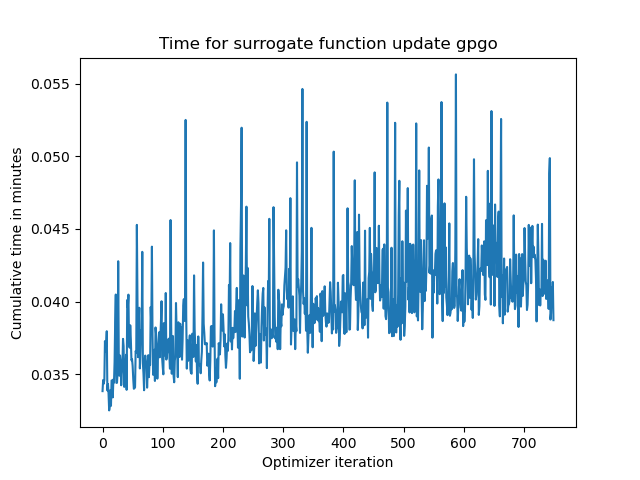 Time for surrogate function update gpgo
Cumulative time in minutes
0.055
0.050
0.045
0.040
0.035
0 100 200 300 400 500 600 700
Optimizer iteration